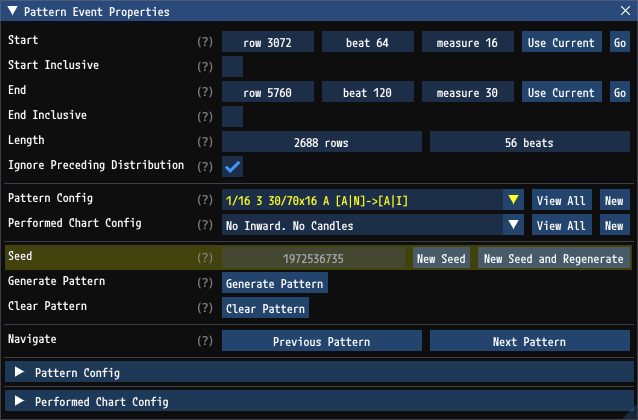 Pattern Event Properties
Start (?) row 3072 beat 64 measure 16 Use Current Go
Start Inclusive (?)
End (?) row 5760 beat 120 measure 30 Use Current Go
End Inclusive (?)
Length (?) 2688 rows 56 beats
Ignore Preceding Distribution (?)
Pattern Config (?) 1/16 3 30/70x16 A [A|N]->[A|I] View All New
Performed Chart Config (?) No Inward. No Candles View All New
Seed (?) 1972536735 New Seed New Seed and Regenerate
Generate Pattern (?) Generate Pattern
Clear Pattern (?) Clear Pattern
Navigate (?) Previous Pattern Next Pattern
Pattern Config
Performed Chart Config